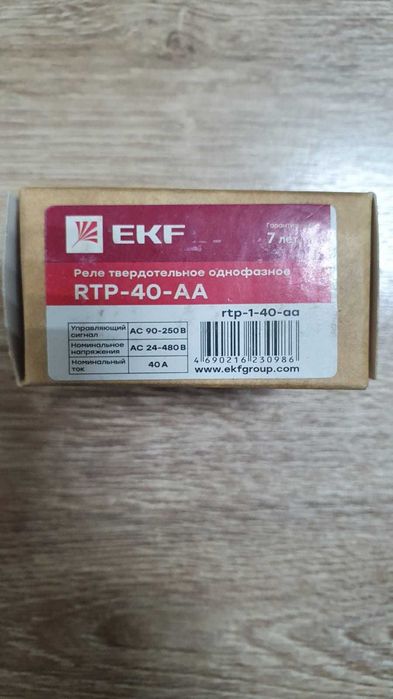 EKF
Гарантия
7 лет
Реле твердотельное однофазное
RTP-40-AA
rtp-1-40-aa
Управляющий сигнал AC 90-250 В
Номинальное напряжения AC 24-480 В
Номинальный ток 40 А
4 690216 230986
www.ekfgroup.com